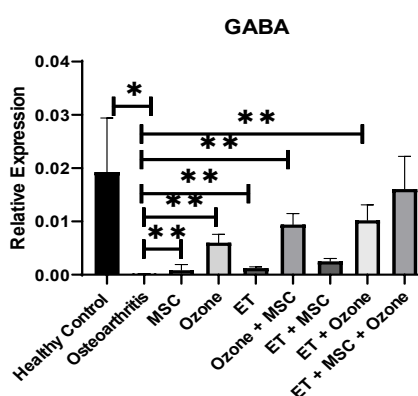 GABA
Relative Expression
0.04
0.03
0.02
0.01
0.00
*
**
**
**
**
**
Healthy Control
Osteoarthritis
MSC
Ozone
ET
Ozone + MSC
ET + MSC
ET + Ozone
ET + MSC + Ozone